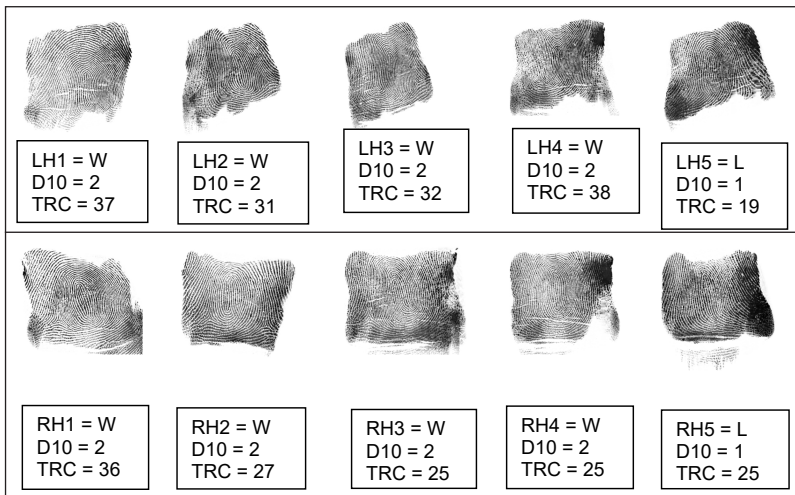 LH1 = W
D10 = 2
TRC = 37
LH2 = W
D10 = 2
TRC = 31
LH3 = W
D10 = 2
TRC = 32
LH4 = W
D10 = 2
TRC = 38
LH5 = L
D10 = 1
TRC = 19
RH1 = W
D10 = 2
TRC = 36
RH2 = W
D10 = 2
TRC = 27
RH3 = W
D10 = 2
TRC = 25
RH4 = W
D10 = 2
TRC = 25
RH5 = L
D10 = 1
TRC = 25